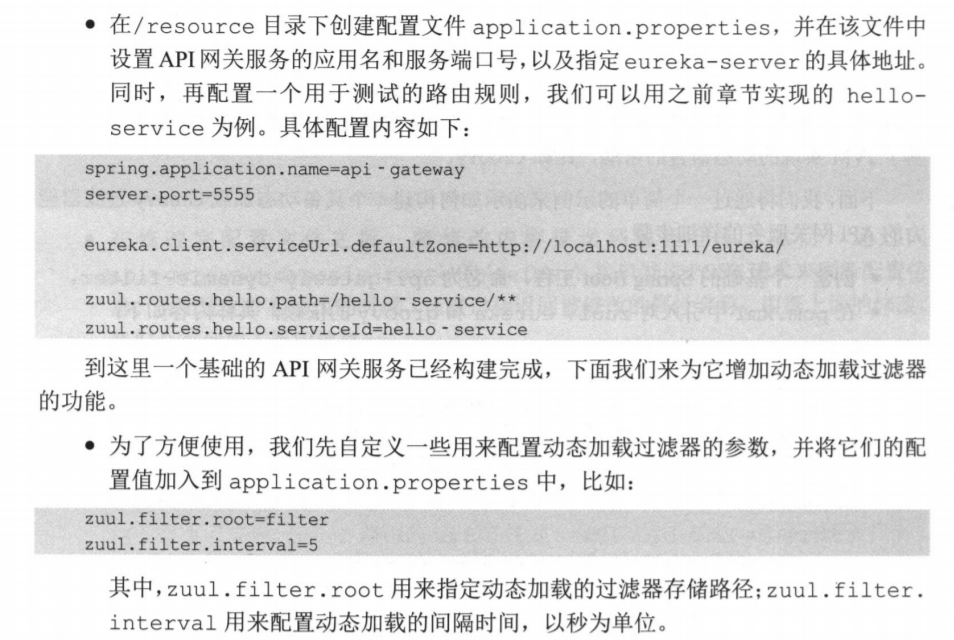 • 在/resource 目录下创建配置文件 application.properties，并在该文件中
设置API网关服务的应用名和服务端口号,以及指定eureka-server的具体地址。
同时，再配置一个用于测试的路由规则，我们可以用之前章节实现的 hello-
service 为例。具体配置内容如下：
spring.application.name=api-gateway
server.port=5555
eureka.client.serviceUrl.defaultZone=http://localhost:1111/eureka/
zuul.routes.hello.path=/hello-service/**
zuul.routes.hello.serviceId=hello-service
到这里一个基础的 API 网关服务已经构建完成，下面我们来为它增加动态加载过滤器
的功能。
• 为了方便使用，我们先自定义一些用来配置动态加载过滤器的参数，并将它们的配
置值加入到 application.properties 中，比如：
zuul.filter.root=filter
zuul.filter.interval=5
其中,zuul.filter.root 用来指定动态加载的过滤器存储路径;zuul.filter.
interval 用来配置动态加载的间隔时间，以秒为单位。